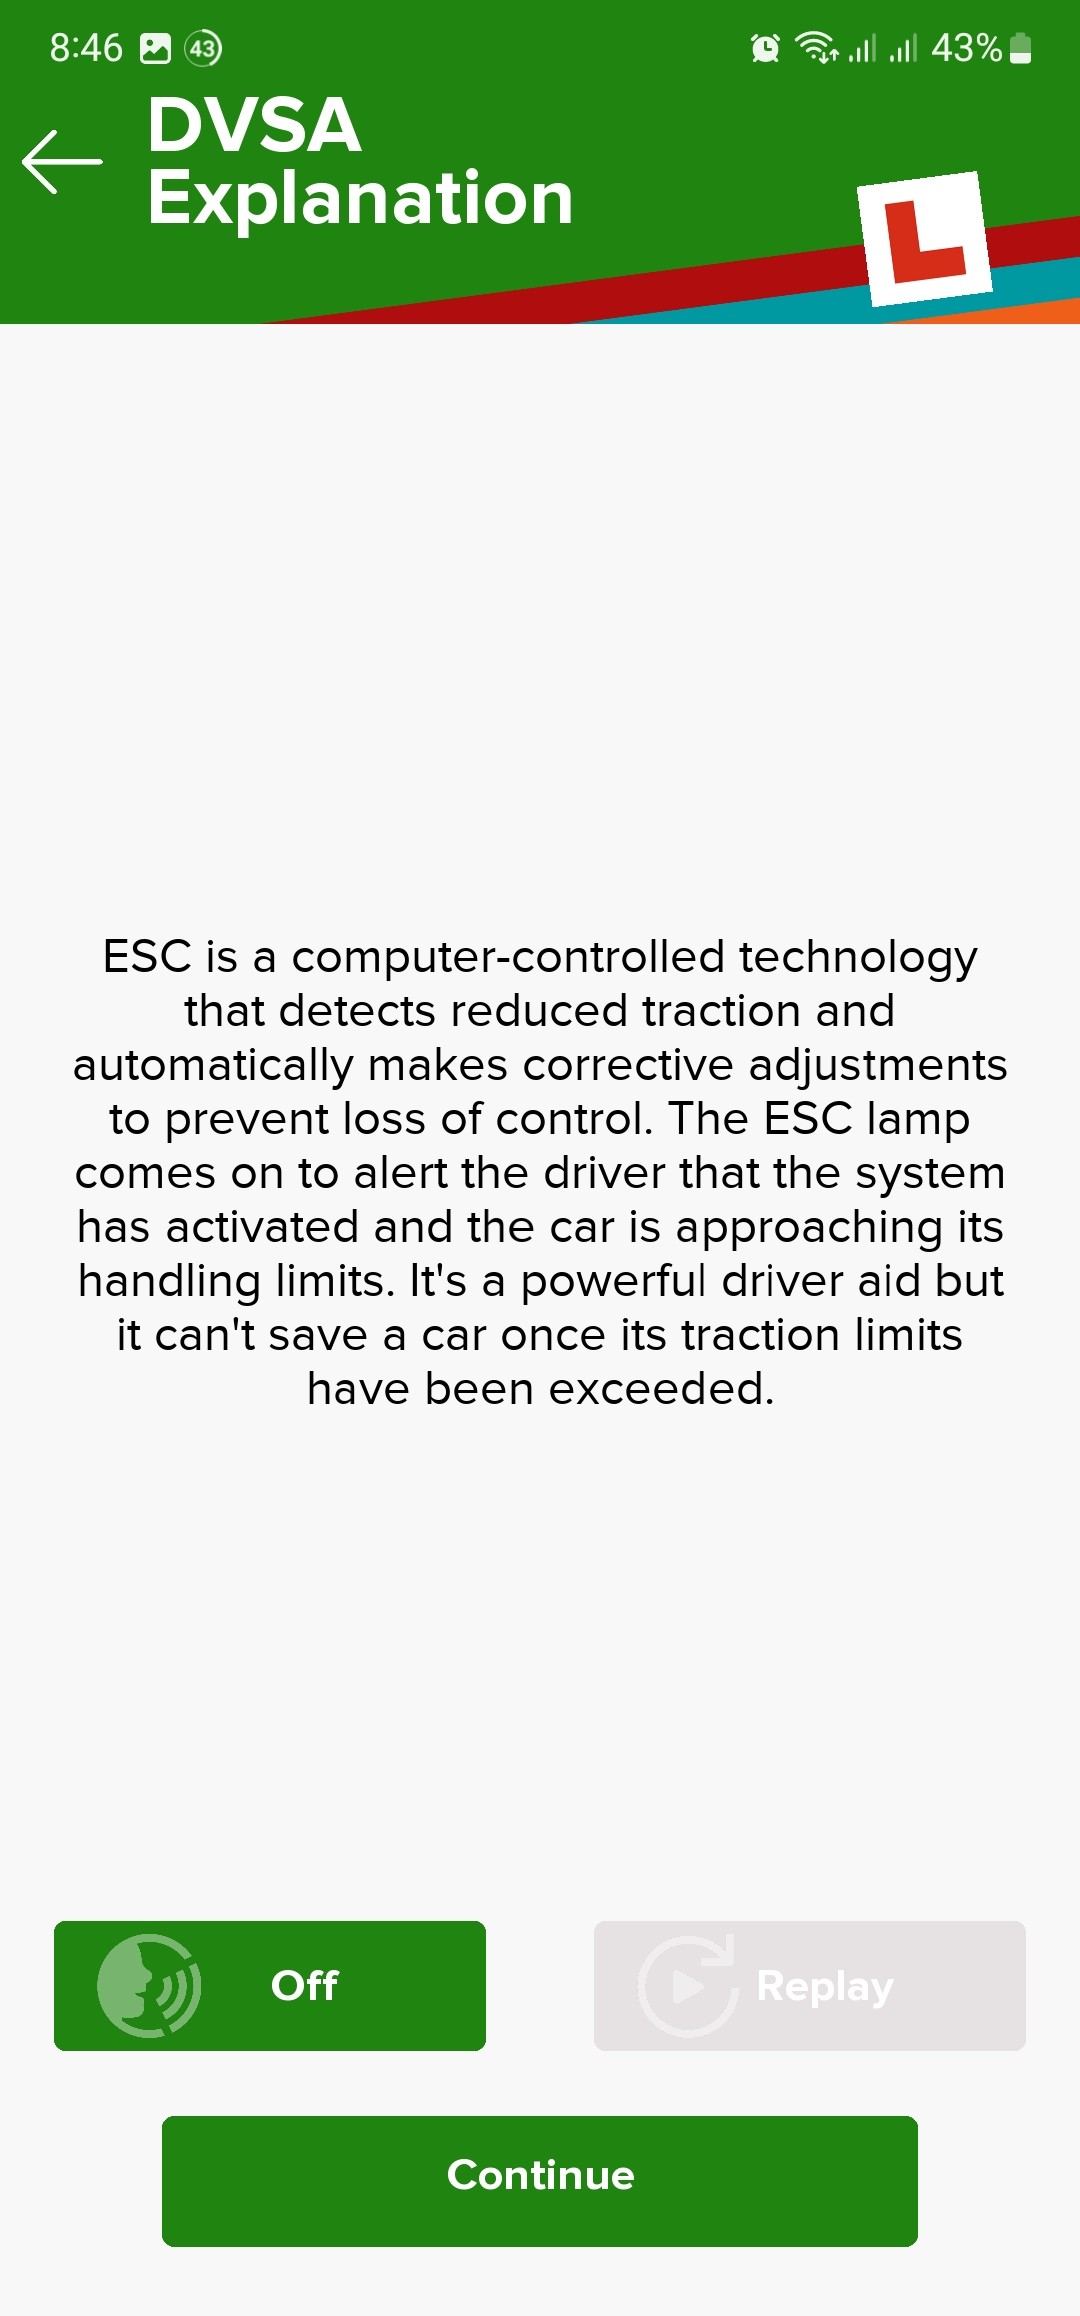 8:46 43 43%
DVSA
Explanation
L
ESC is a computer-controlled technology
that detects reduced traction and
automatically makes corrective adjustments
to prevent loss of control. The ESC lamp
comes on to alert the driver that the system
has activated and the car is approaching its
handling limits. It's a powerful driver aid but
it can't save a car once its traction limits
have been exceeded.
Off
Replay
Continue